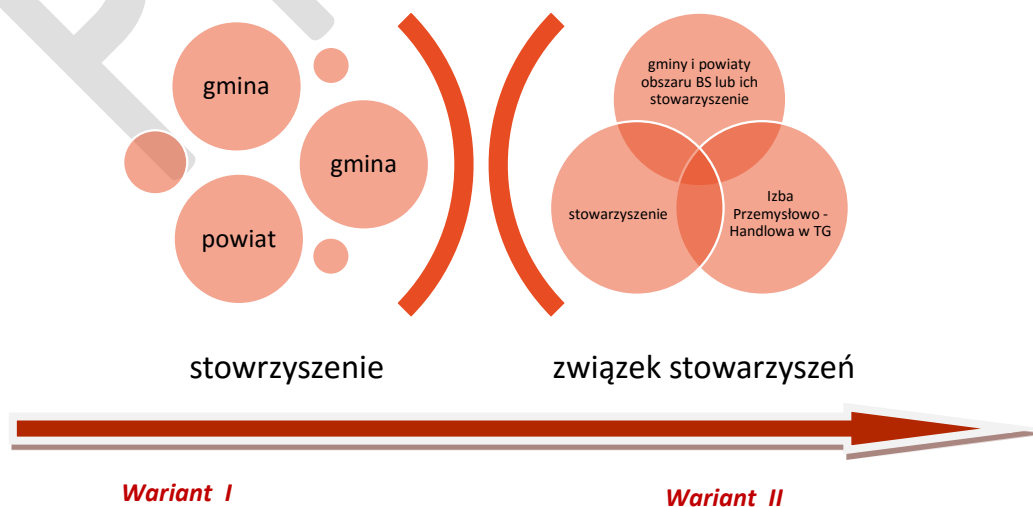 gmina
gmina
powiat
gminy i powiaty
obszaru BS lub ich
stowarzyszenie
stowarzyszenie
Izba
Przemysłowo -
Handlowa w TG
stowrzyszenie
związek stowarzyszeń
Wariant I
Wariant II